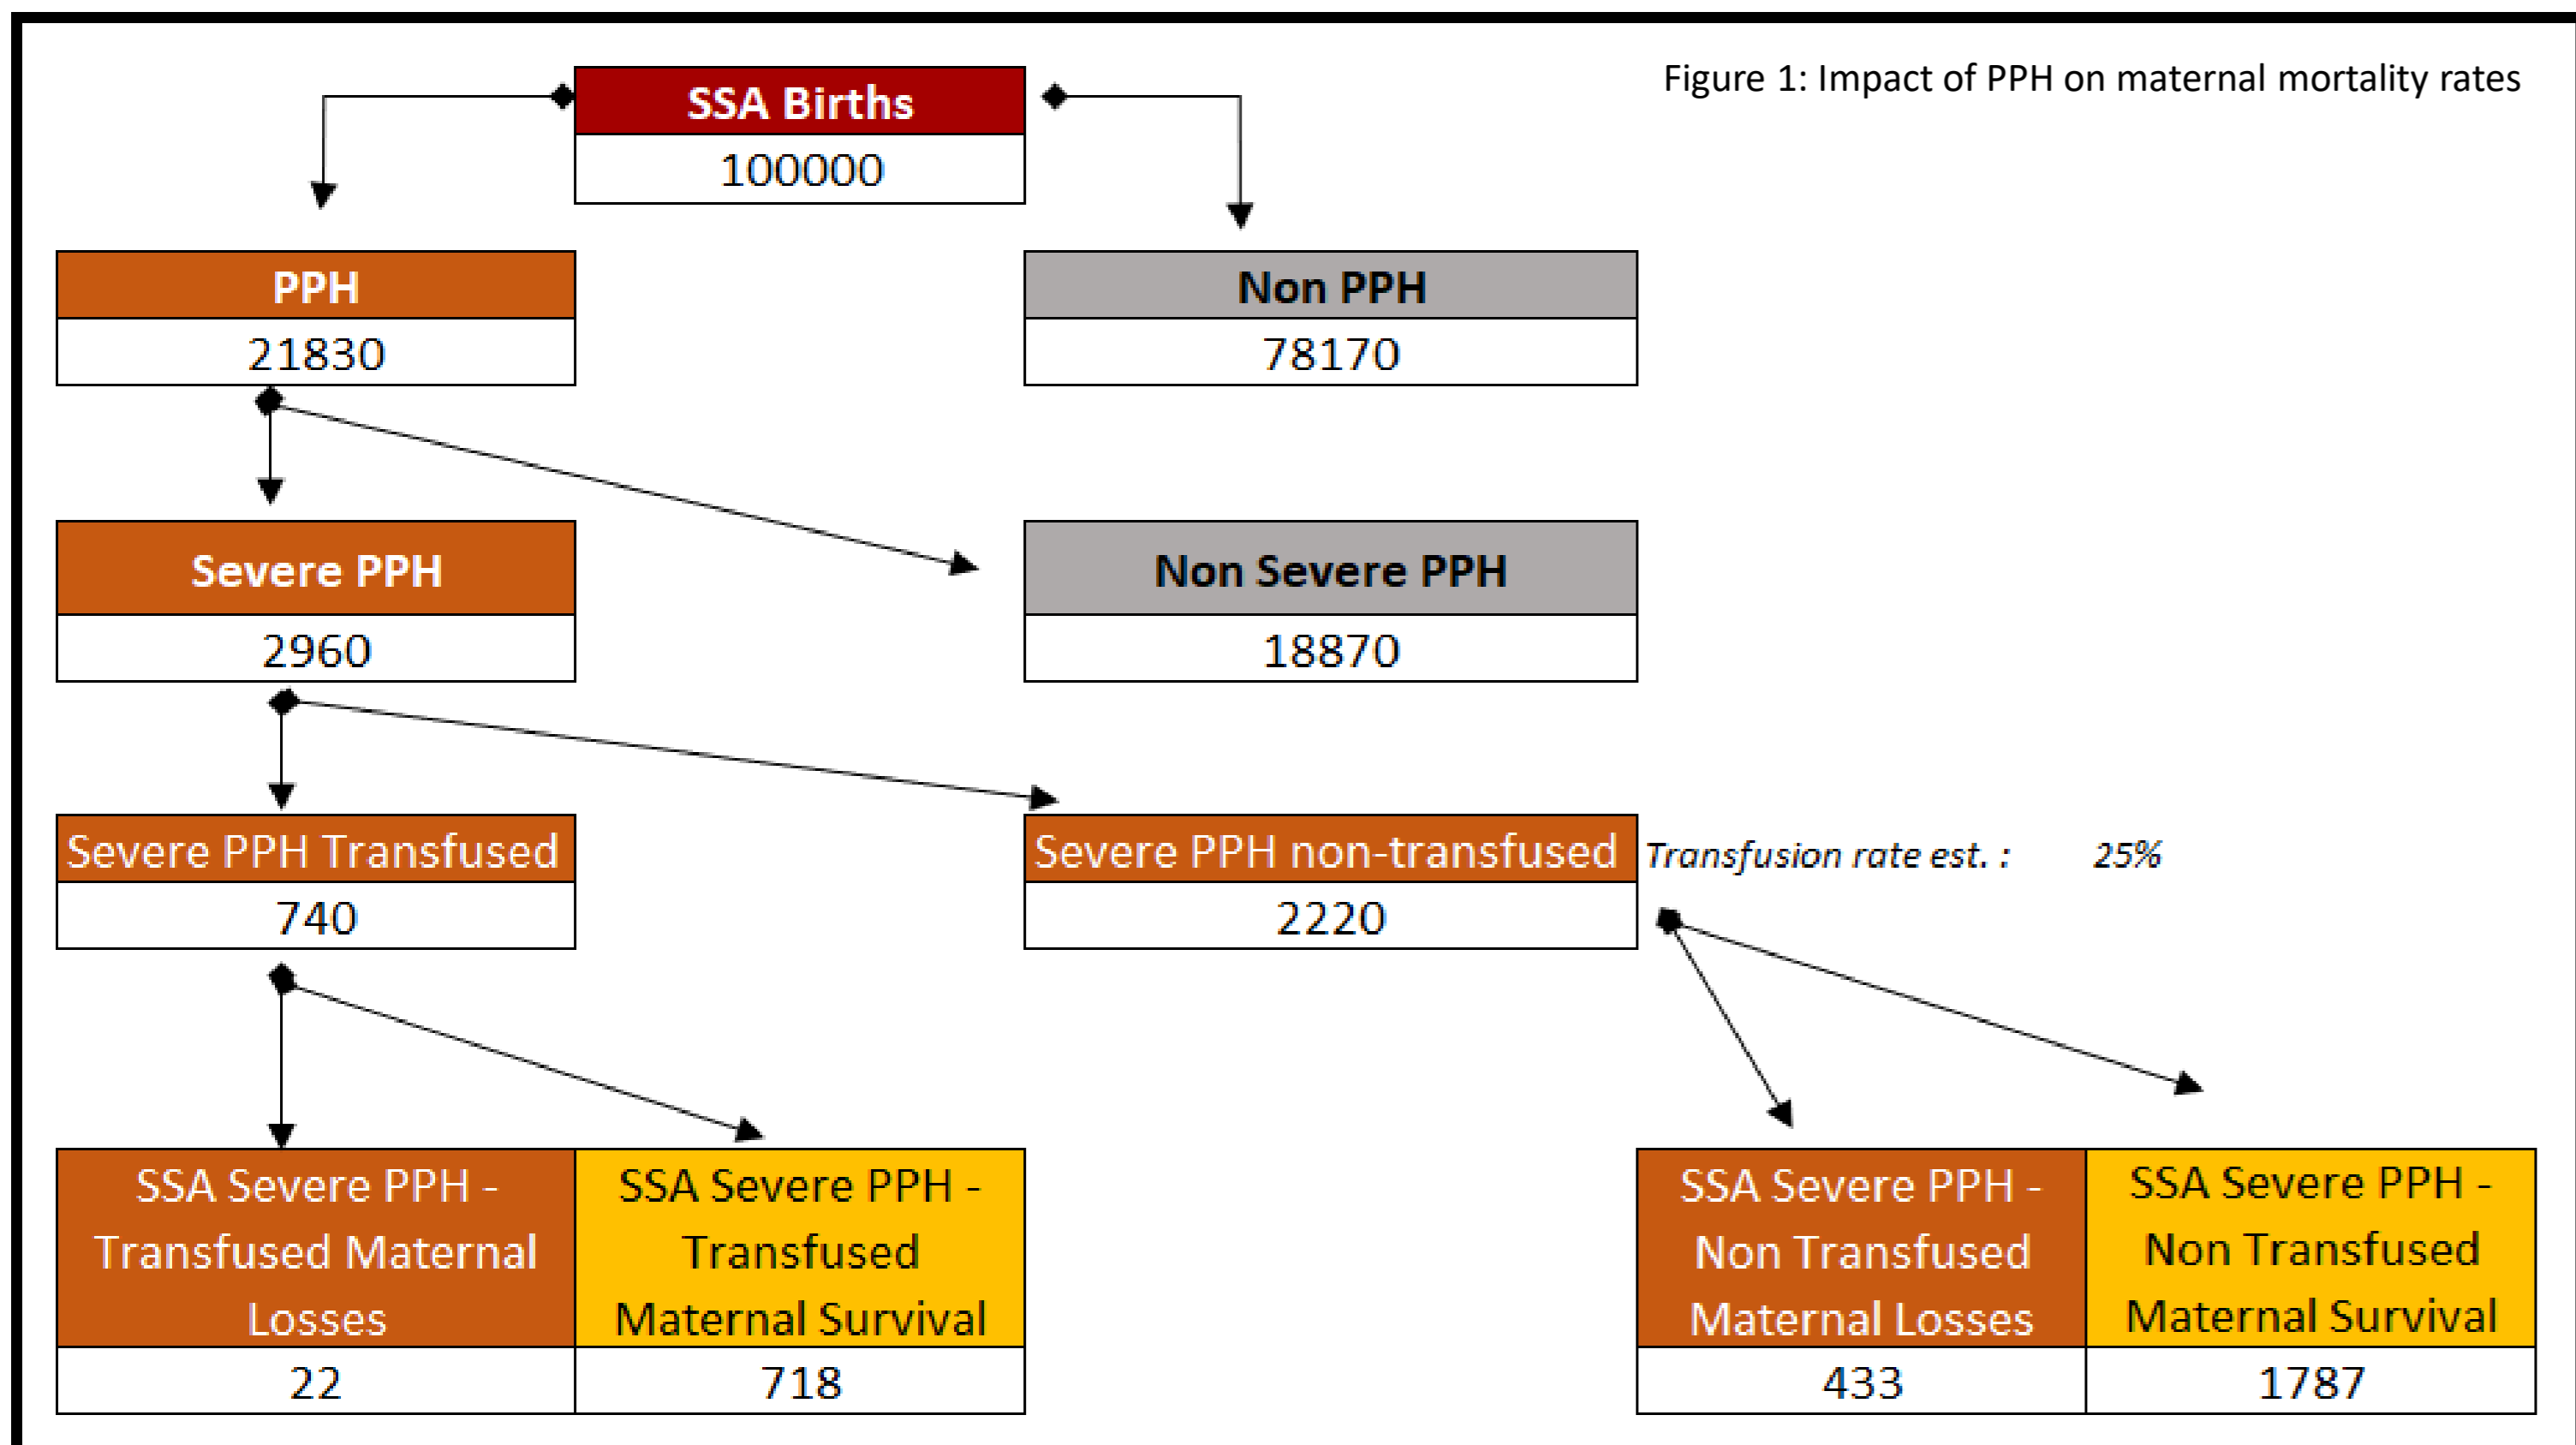 Figure 1: Impact of PPH on maternal mortality rates
SSA Births
100000
PPH
Non PPH
21830
78170
Severe PPH
Non Severe PPH
2960
18870
Severe PPH Transfused
Severe PPH non-transfused
Transfusion rate est. : 25%
740
2220
SSA Severe PPH -
Transfused Maternal
Losses
SSA Severe PPH -
Transfused
Maternal Survival
SSA Severe PPH -
Non Transfused
Maternal Losses
SSA Severe PPH -
Non Transfused
Maternal Survival
22
718
433
1787